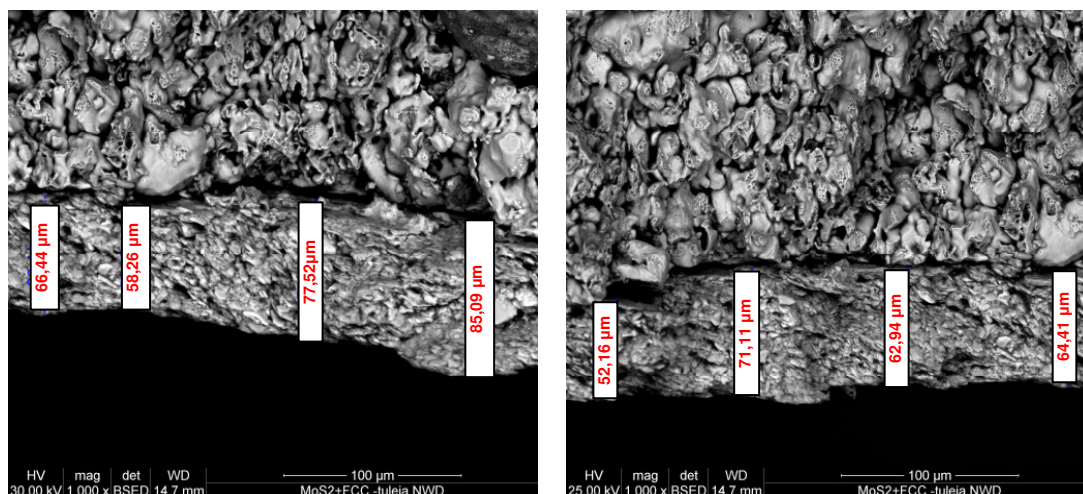 66,44 µm
58,26 µm
77,52 µm
85,09 µm
HV mag det WD
30.00 kV 1 000 x BSED 14.7 mm
100 µm
MoS2+FCC -tuleja NWD
52,16 µm
71,11 µm
62,94 µm
64,41 µm
HV mag det WD
25.00 kV 1 000 x BSED 14.7 mm
100 µm
MoS2+FCC -tuleja NWD